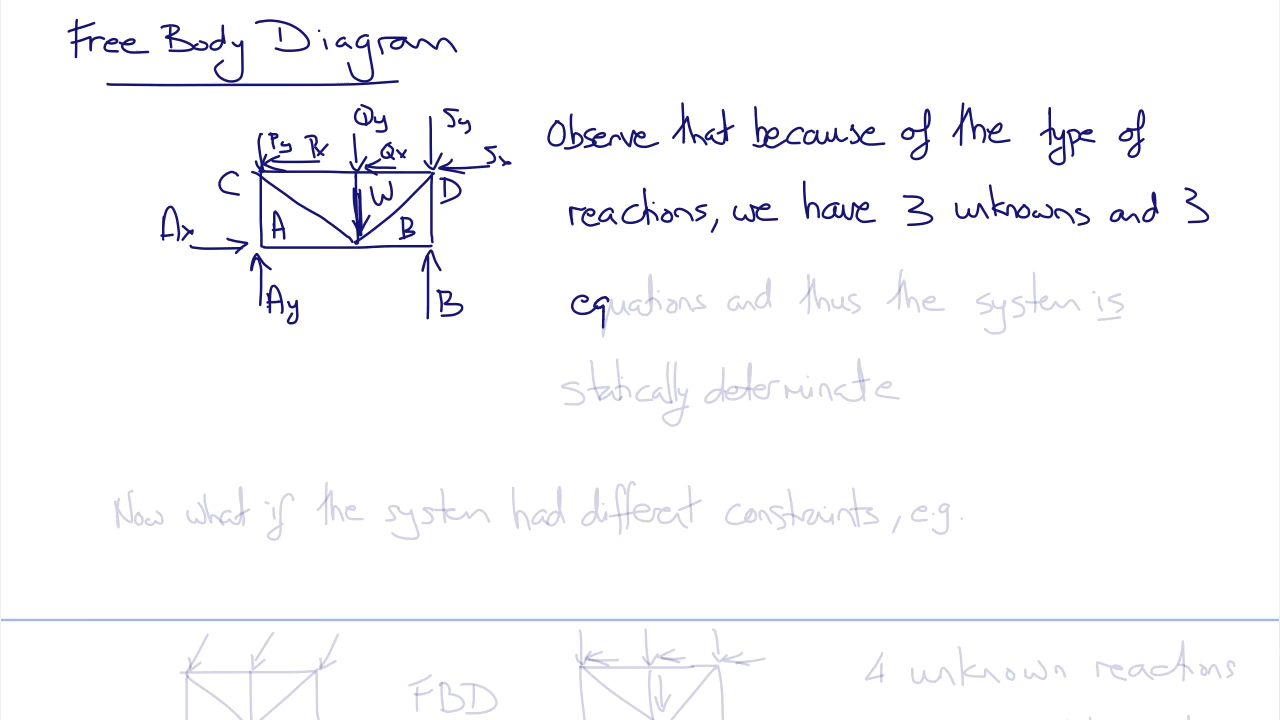 Free Body Diagram
Qy Sy
Py Px Qx Sx
C W D
Ax A B
Ay B
Observe that because of the type of
reactions, we have 3 unknowns and 3
equations and thus the system is
statically determinate
Now what if the system had different constraints, e.g.
FBD
4 unknown reactions